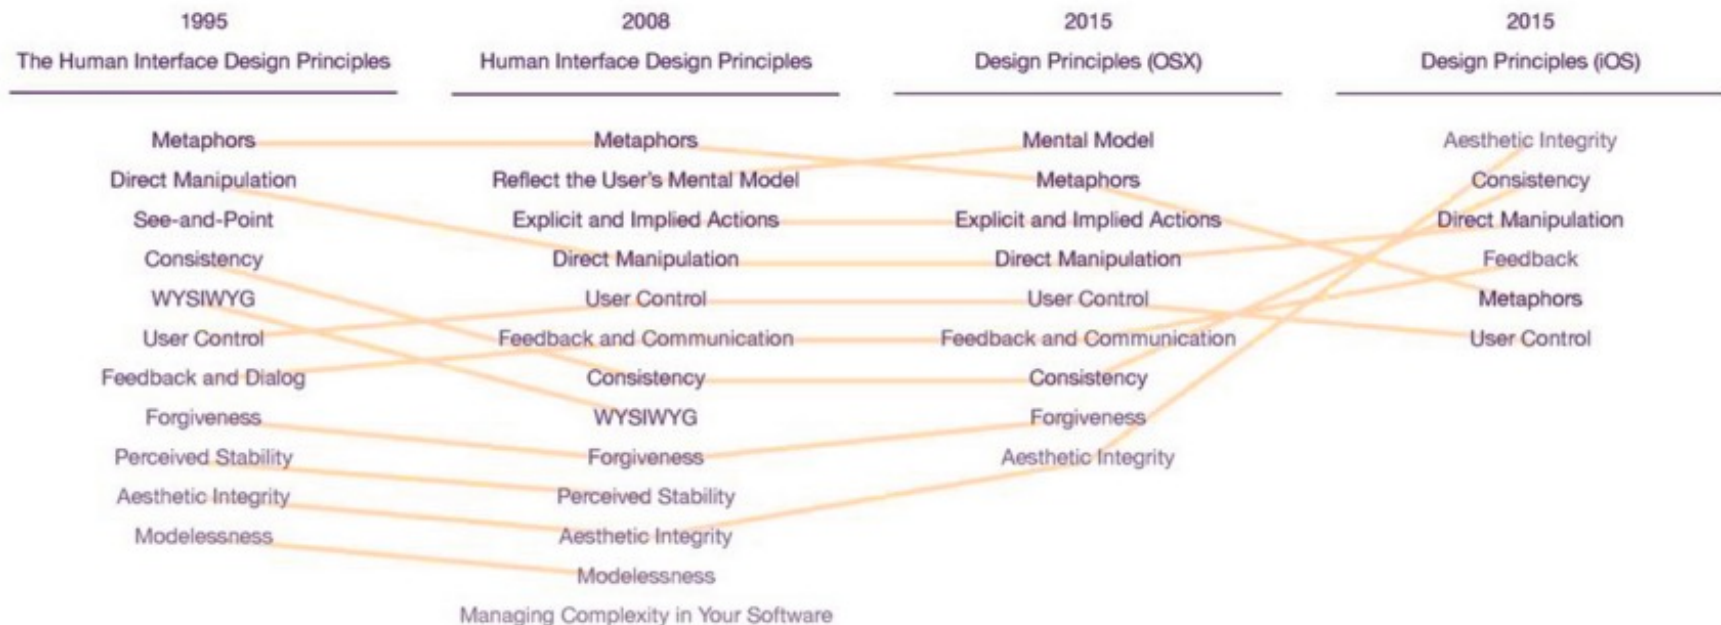 1995
The Human Interface Design Principles
Metaphors
Direct Manipulation
See-and-Point
Consistency
WYSIWYG
User Control
Feedback and Dialog
Forgiveness
Perceived Stability
Aesthetic Integrity
Modelessness
2008
Human Interface Design Principles
Metaphors
Reflect the User's Mental Model
Explicit and Implied Actions
Direct Manipulation
User Control
Feedback and Communication
Consistency
WYSIWYG
Forgiveness
Perceived Stability
Aesthetic Integrity
Modelessness
Managing Complexity in Your Software
2015
Design Principles (OSX)
Mental Model
Metaphors
Explicit and Implied Actions
Direct Manipulation
User Control
Feedback and Communication
Consistency
Forgiveness
Aesthetic Integrity
2015
Design Principles (iOS)
Aesthetic Integrity
Consistency
Direct Manipulation
Feedback
Metaphors
User Control